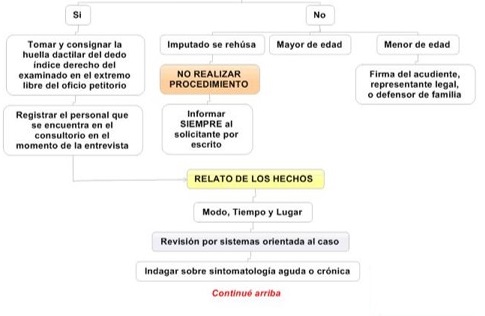 Si
No
Tomar y consignar la
huella dactilar del dedo
índice derecho del
examinado en el extremo
libre del oficio petitorio
Imputado se rehúsa
Mayor de edad
Menor de edad
NO REALIZAR
PROCEDIMIENTO
Firma del acudiente,
representante legal,
o defensor de familia
Registrar el personal que
se encuentra en el
consultorio en el
momento de la entrevista
Informar
SIEMPRE al
solicitante por
escrito
RELATO DE LOS HECHOS
Modo, Tiempo y Lugar
Revisión por sistemas orientada al caso
Indagar sobre sintomatología aguda o crónica
Continué arriba